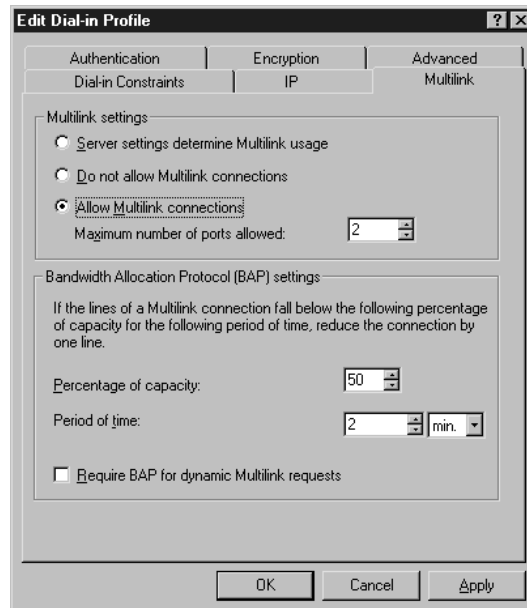 Edit Dial-in Profile
Authentication Encryption Advanced
Dial-in Constraints IP Multilink
Multilink settings
Server settings determine Multilink usage
Do not allow Multilink connections
Allow Multilink connections
Maximum number of ports allowed: 2
Bandwidth Allocation Protocol (BAP) settings
If the lines of a Multilink connection fall below the following percentage
of capacity for the following period of time, reduce the connection by
one line.
Percentage of capacity: 50
Period of time: 2 min.
Require BAP for dynamic Multilink requests
OK Cancel Apply